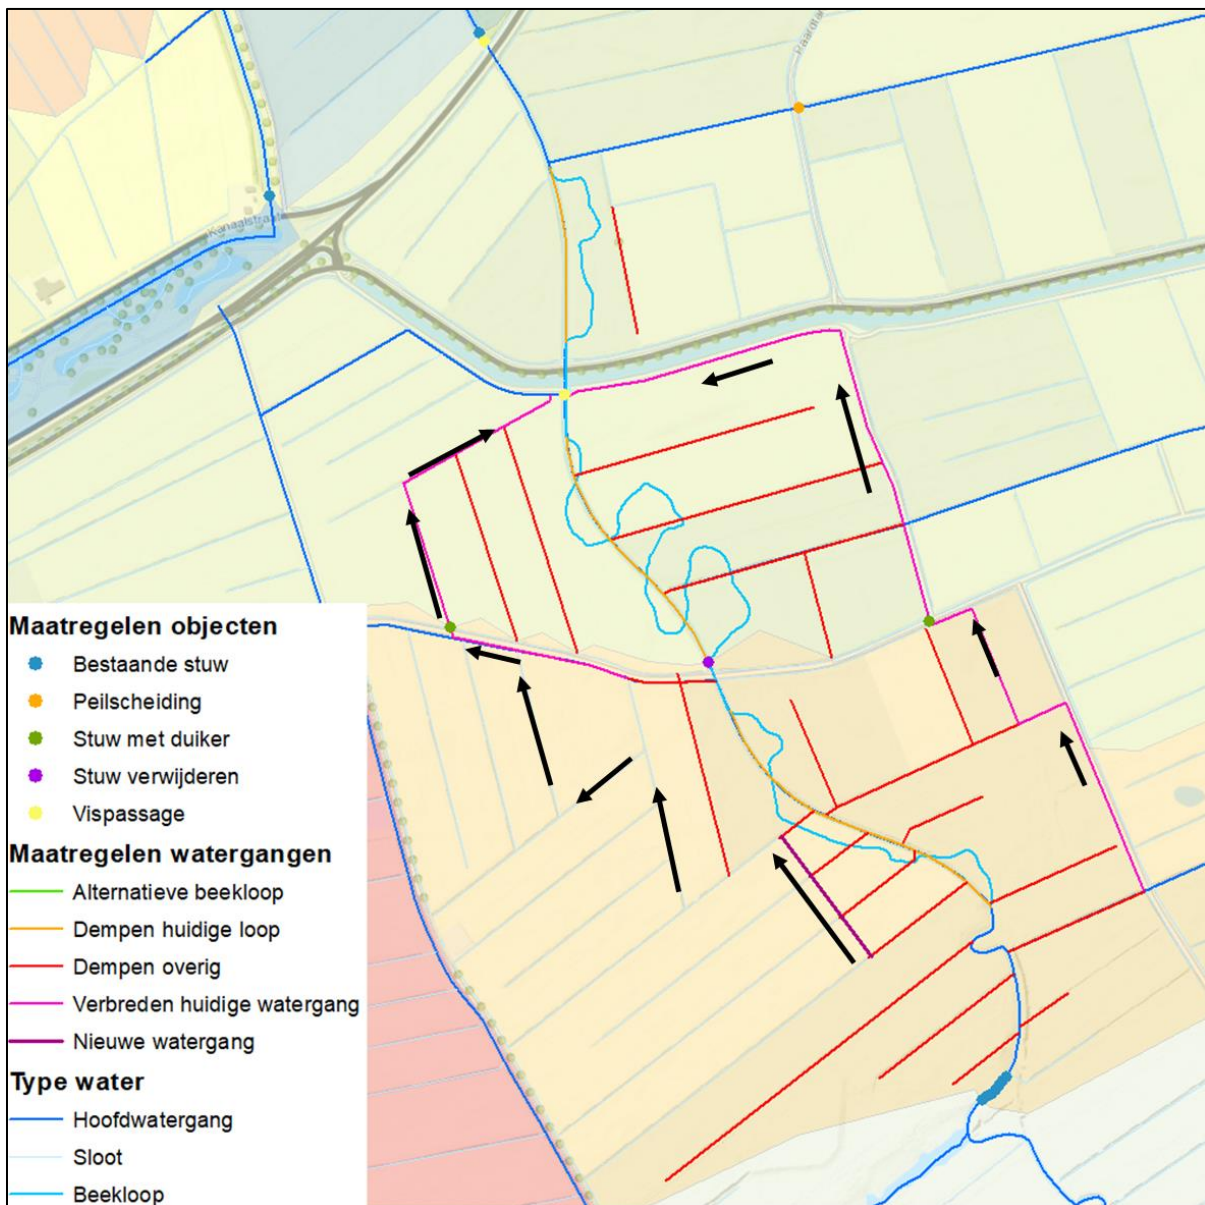 Kanaalstraat
Maatregelen objecten
Bestaande stuw
Peilscheiding
Stuw met duiker
Stuw verwijderen
Vispassage
Maatregelen watergangen
Alternatieve beekloop
Dempen huidige loop
Dempen overig
Verbreden huidige watergang
Nieuwe watergang
Type water
Hoofdwatergang
Sloot
Beekloop